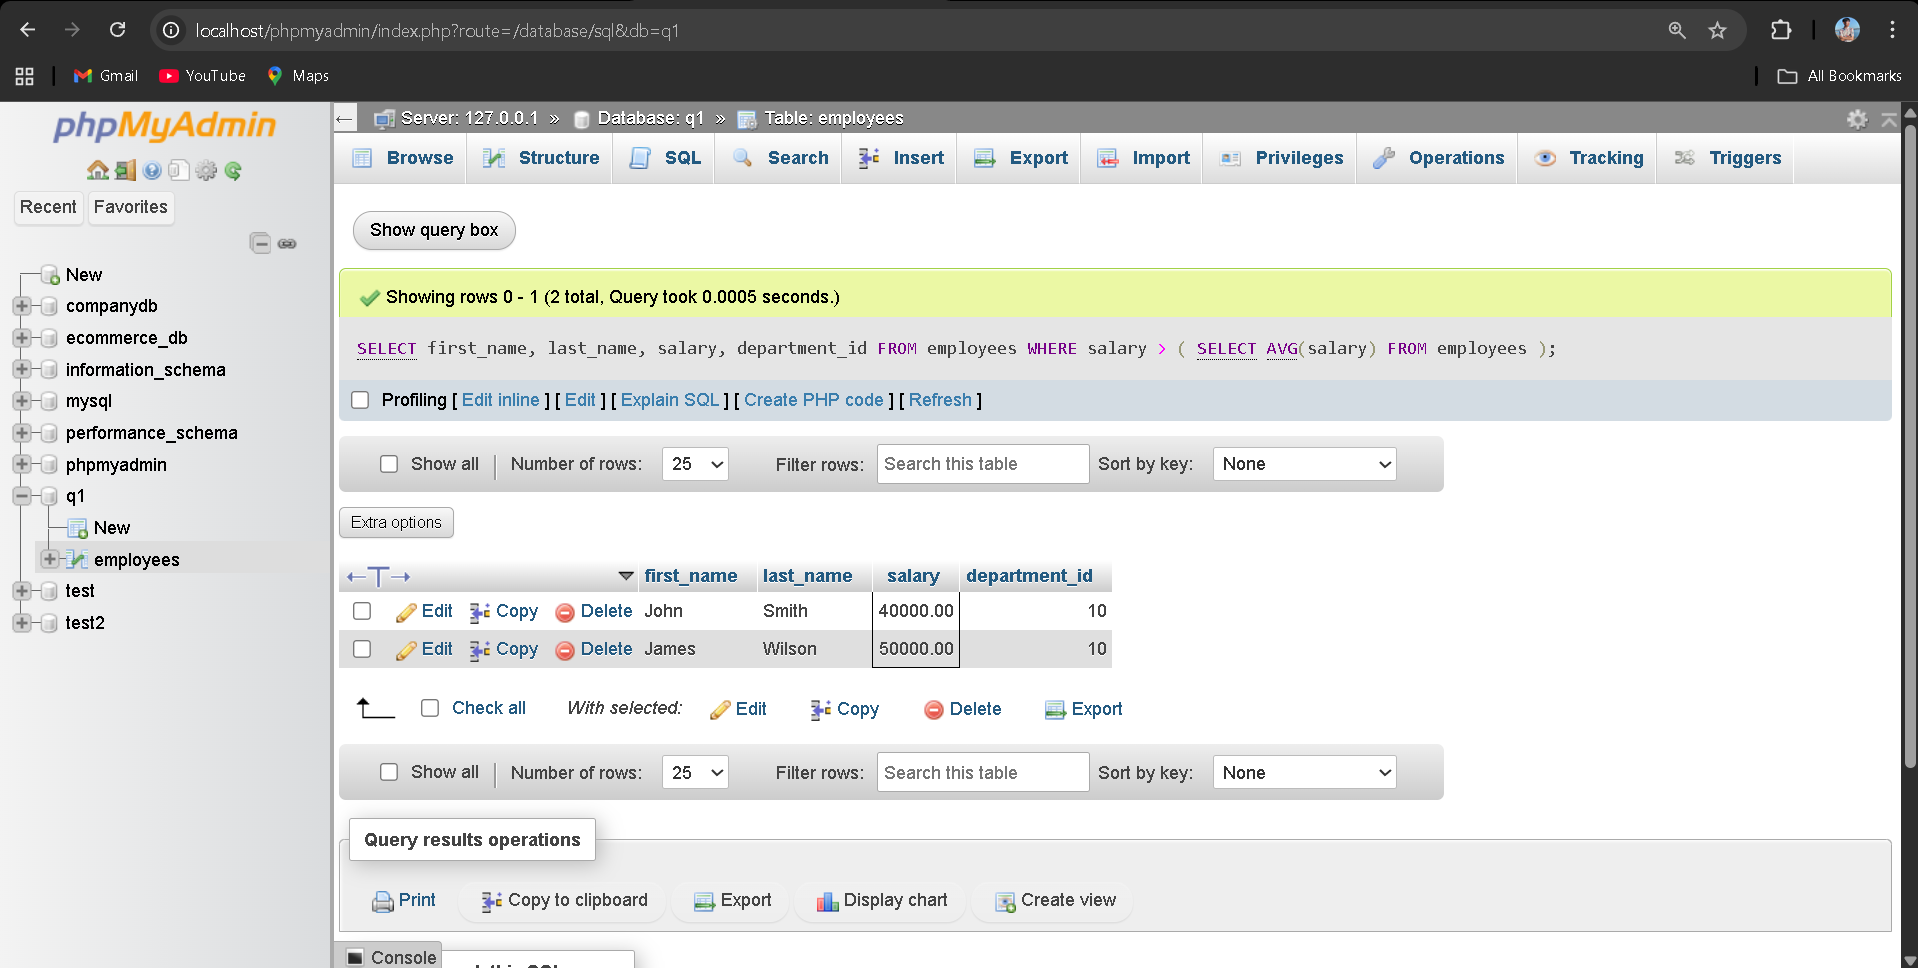 localhost/phpmyadmin/index.php?route=/database/sql&db=q1
Gmail YouTube Maps All Bookmarks
phpMyAdmin
Recent Favorites
New
companydb
ecommerce_db
information_schema
mysql
performance_schema
phpmyadmin
q1
New
employees
test
test2
Server: 127.0.0.1 » Database: q1 » Table: employees
Browse Structure SQL Search Insert Export Import Privileges Operations Tracking Triggers
Show query box
Showing rows 0 - 1 (2 total, Query took 0.0005 seconds.)
SELECT first_name, last_name, salary, department_id FROM employees WHERE salary > ( SELECT AVG(salary) FROM employees );
Profiling [ Edit inline ] [ Edit ] [ Explain SQL ] [ Create PHP code ] [ Refresh ]
Show all | Number of rows: 25 Filter rows: Search this table Sort by key: None
Extra options
first_name last_name salary department_id
Edit Copy Delete John Smith 40000.00 10
Edit Copy Delete James Wilson 50000.00 10
Check all With selected: Edit Copy Delete Export
Show all | Number of rows: 25 Filter rows: Search this table Sort by key: None
Query results operations
Print Copy to clipboard Export Display chart Create view
Console